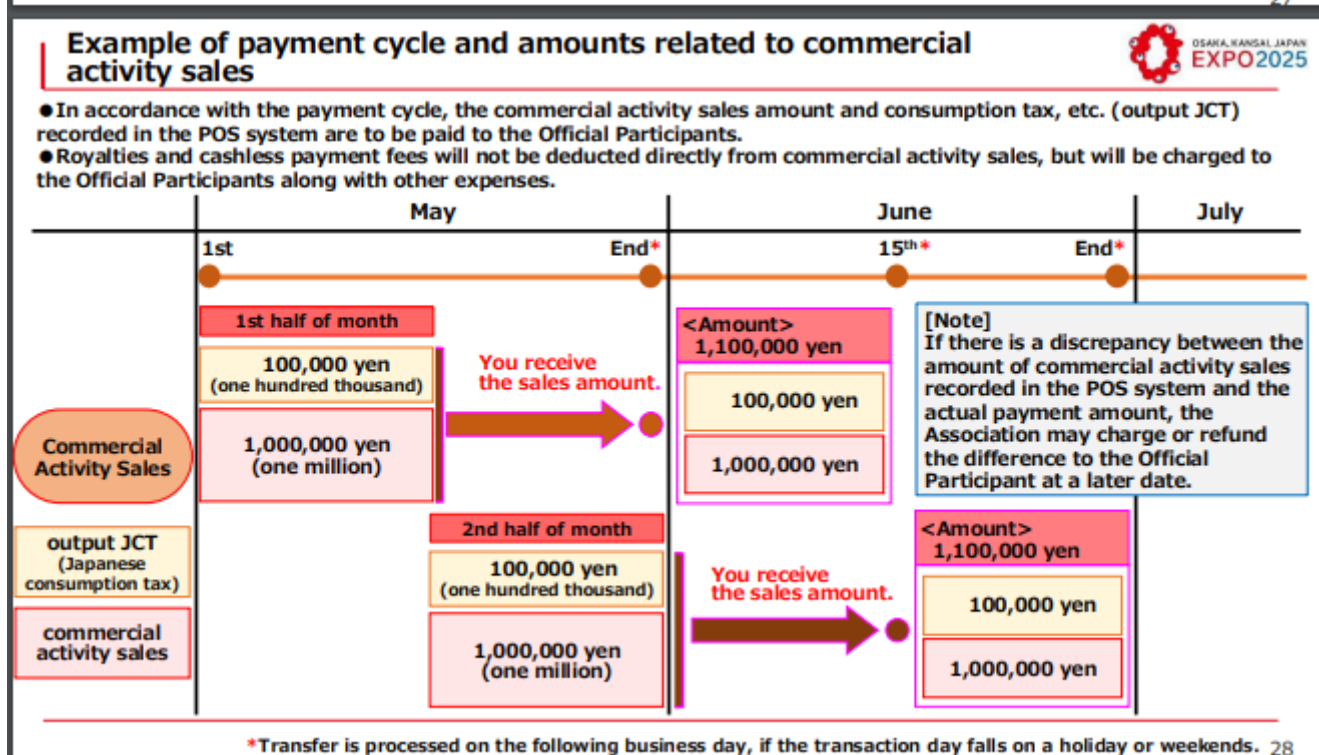 27
Example of payment cycle and amounts related to commercial
activity sales
OSAKA, KANSAI, JAPAN
EXPO2025
●In accordance with the payment cycle, the commercial activity sales amount and consumption tax, etc. (output JCT)
recorded in the POS system are to be paid to the Official Participants.
●Royalties and cashless payment fees will not be deducted directly from commercial activity sales, but will be charged to
the Official Participants along with other expenses.
May
June
July
1st
End*
15th*
End*
1st half of month
100,000 yen
(one hundred thousand)
1,000,000 yen
(one million)
You receive
the sales amount.
<Amount>
1,100,000 yen
100,000 yen
1,000,000 yen
[Note]
If there is a discrepancy between the
amount of commercial activity sales
recorded in the POS system and the
actual payment amount, the
Association may charge or refund
the difference to the Official
Participant at a later date.
Commercial
Activity Sales
output JCT
(Japanese
consumption tax)
commercial
activity sales
2nd half of month
100,000 yen
(one hundred thousand)
1,000,000 yen
(one million)
You receive
the sales amount.
<Amount>
1,100,000 yen
100,000 yen
1,000,000 yen
*Transfer is processed on the following business day, if the transaction day falls on a holiday or weekends.
28